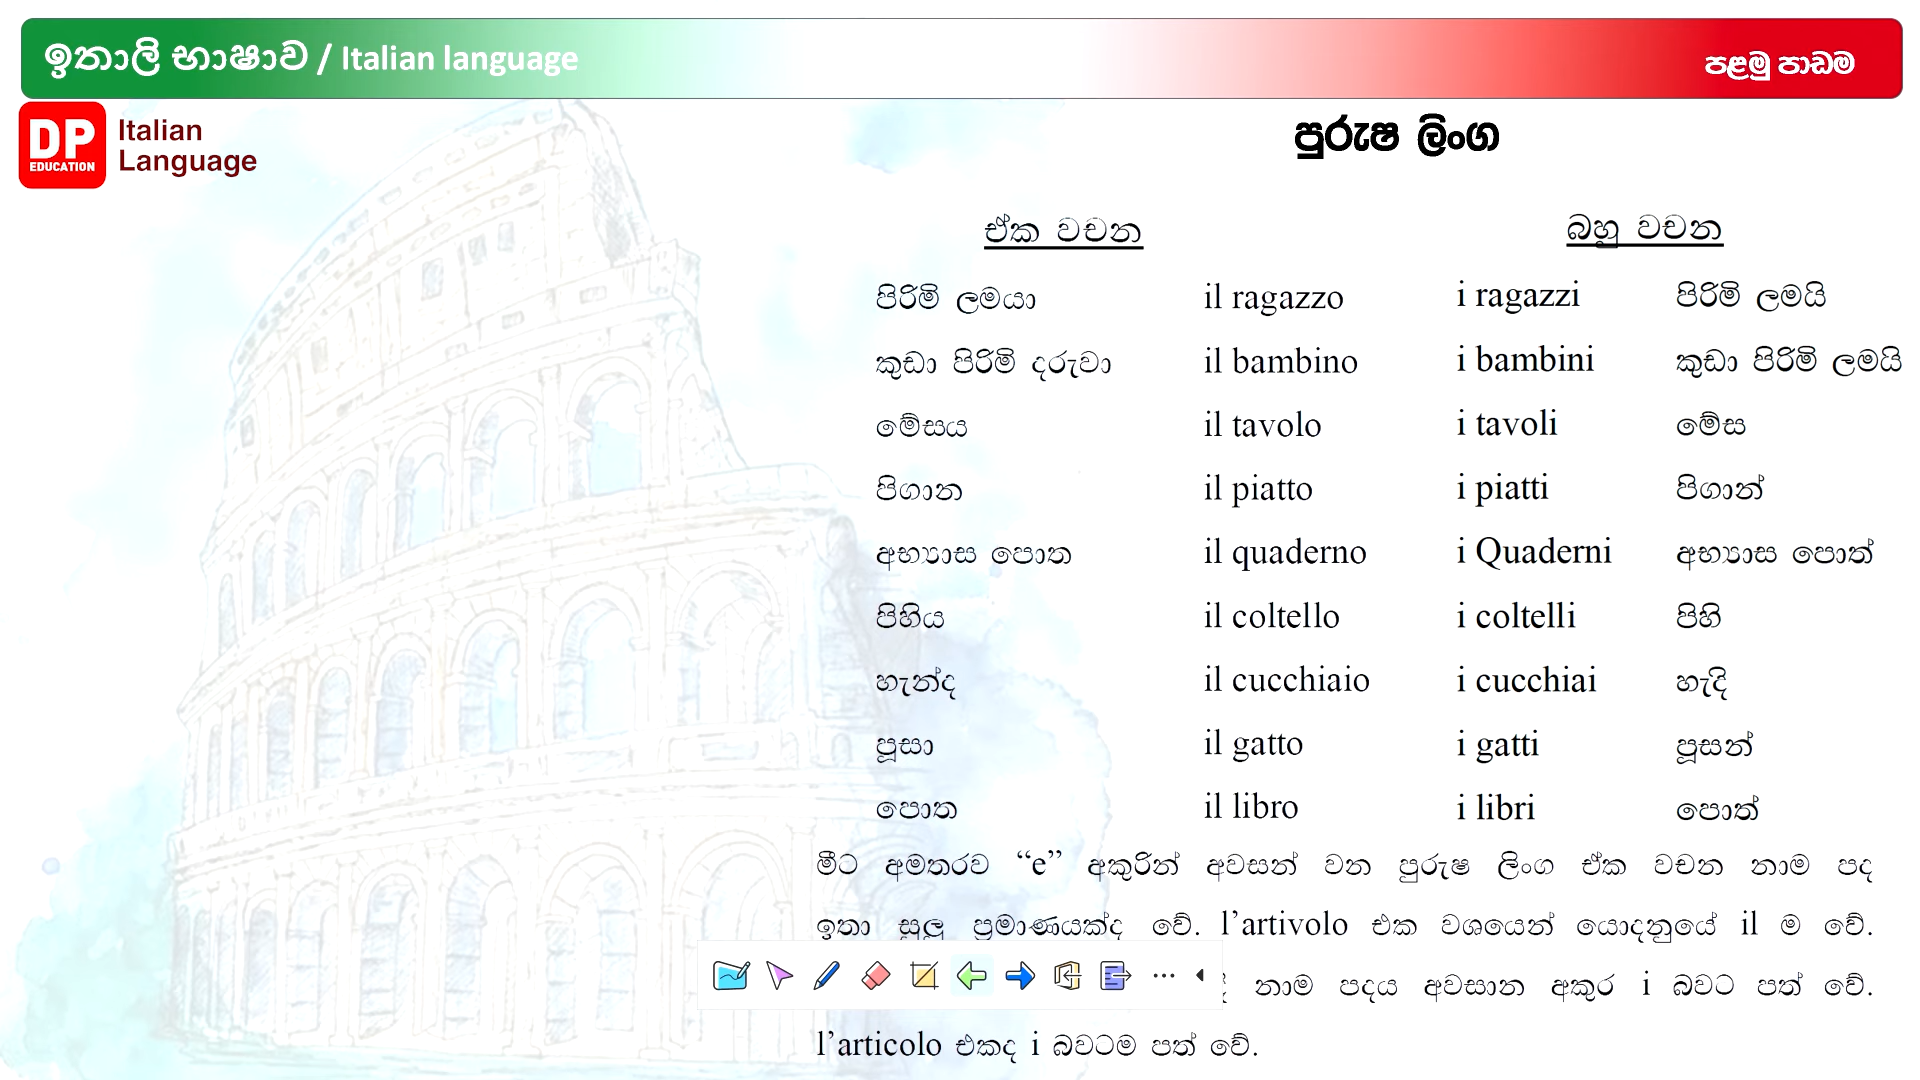 ඉතාලි භාෂාව / Italian language
පළමු පාඩම
DP
EDUCATION
Italian
Language
පුරුෂ ලිංග
ඒක වචන බහු වචන
පිරිමි ලමයා il ragazzo i ragazzi පිරිමි ලමයි
කුඩා පිරිමි දරුවා il bambino i bambini කුඩා පිරිමි ලමයි
මේසය il tavolo i tavoli මේස
පිගාන il piatto i piatti පිගාන්
අභ්‍යාස පොත il quaderno i Quaderni අභ්‍යාස පොත්
පිහිය il coltello i coltelli පිහි
හැන්ද il cucchiaio i cucchiai හැදි
පූසා il gatto i gatti පූසන්
පොත il libro i libri පොත්
මීට අමතරව “e” අකුරින් අවසන් වන පුරුෂ ලිංග ඒක වචන නාම පද
ඉතා සුලු ප්‍රමාණයක්ද වේ. l’artivolo එක වශයෙන් යොදනුයේ il ම වේ.
නාම පදය අවසාන අකුර i බවට පත් වේ.
l’articolo එකද i බවටම පත් වේ.